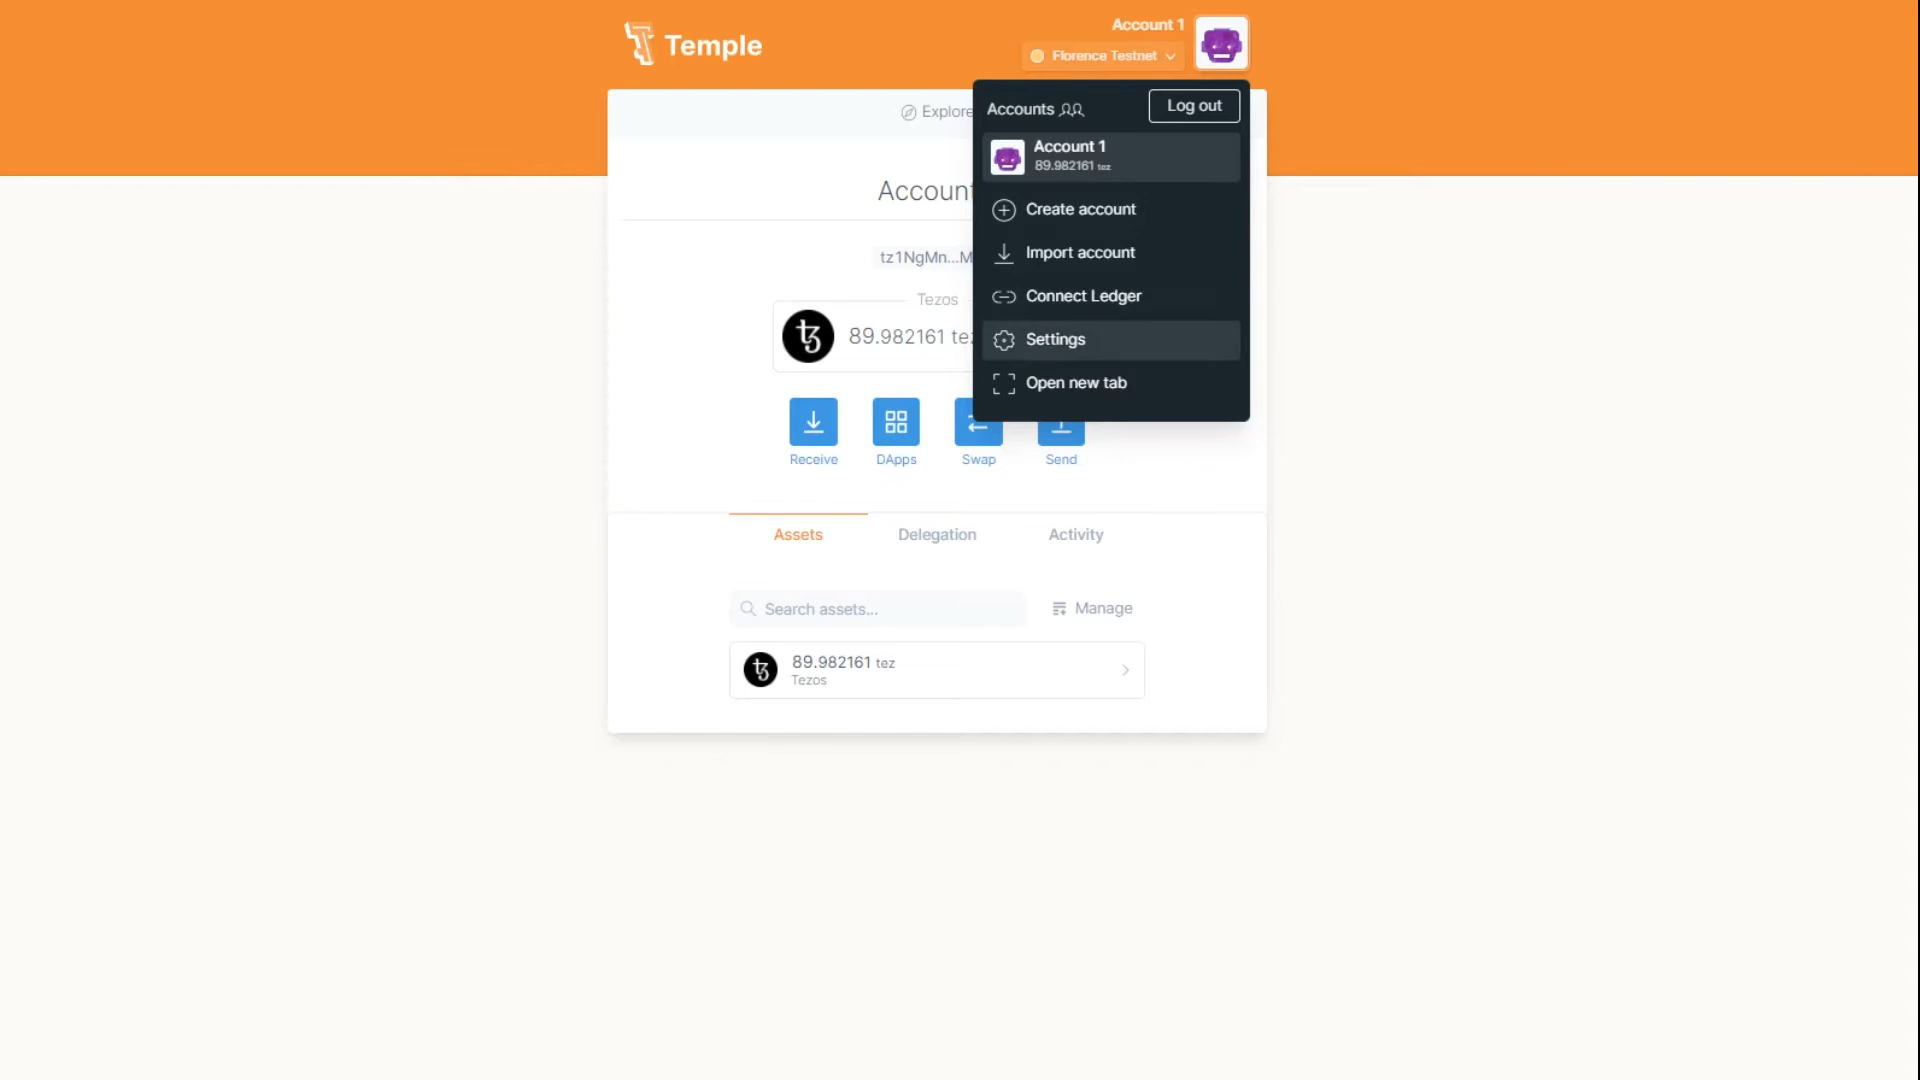 Temple
Account 1
Florence Testnet
Explore
Accounts
Log out
Account 1
89.982161 tez
Create account
Import account
Connect Ledger
Settings
Open new tab
Account
tz1NgMn...M
Tezos
89.982161 tez
Receive
DApps
Swap
Send
Assets
Delegation
Activity
Search assets...
Manage
89.982161 tez
Tezos